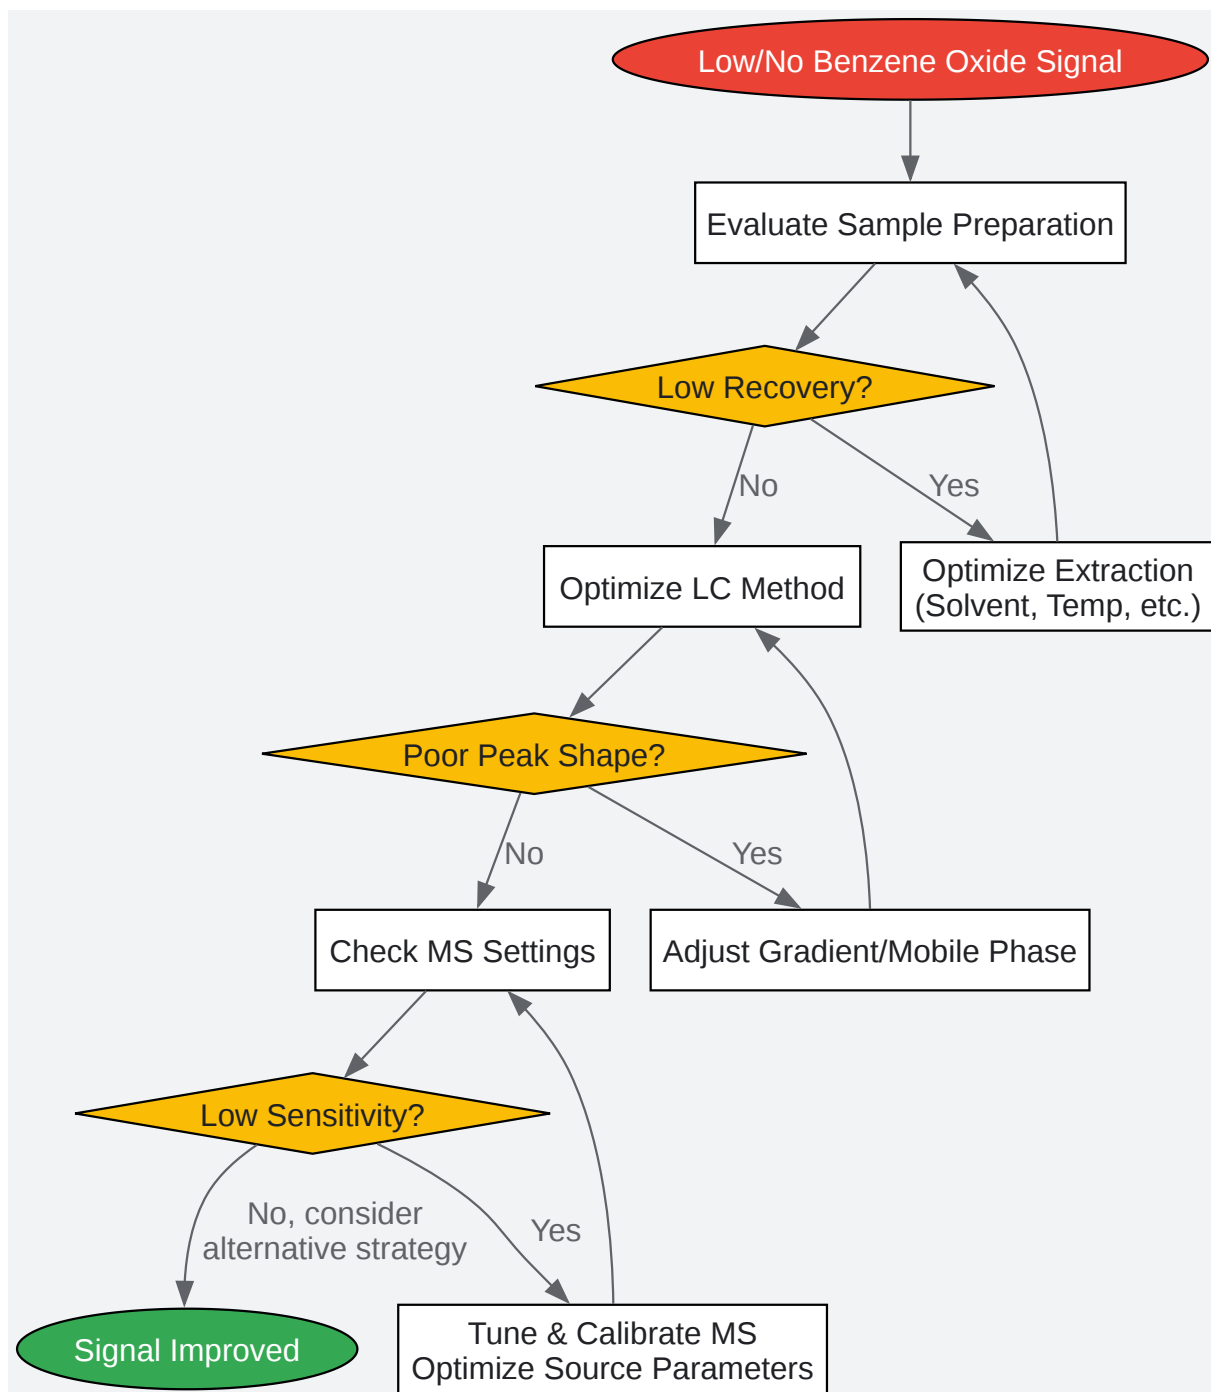 Low/No Benzene Oxide Signal
Evaluate Sample Preparation
Low Recovery?
No
Yes
Optimize LC Method
Optimize Extraction
(Solvent, Temp, etc.)
Poor Peak Shape?
No
Yes
Check MS Settings
Adjust Gradient/Mobile Phase
Low Sensitivity?
No, consider
alternative strategy
Yes
Signal Improved
Tune & Calibrate MS
Optimize Source Parameters